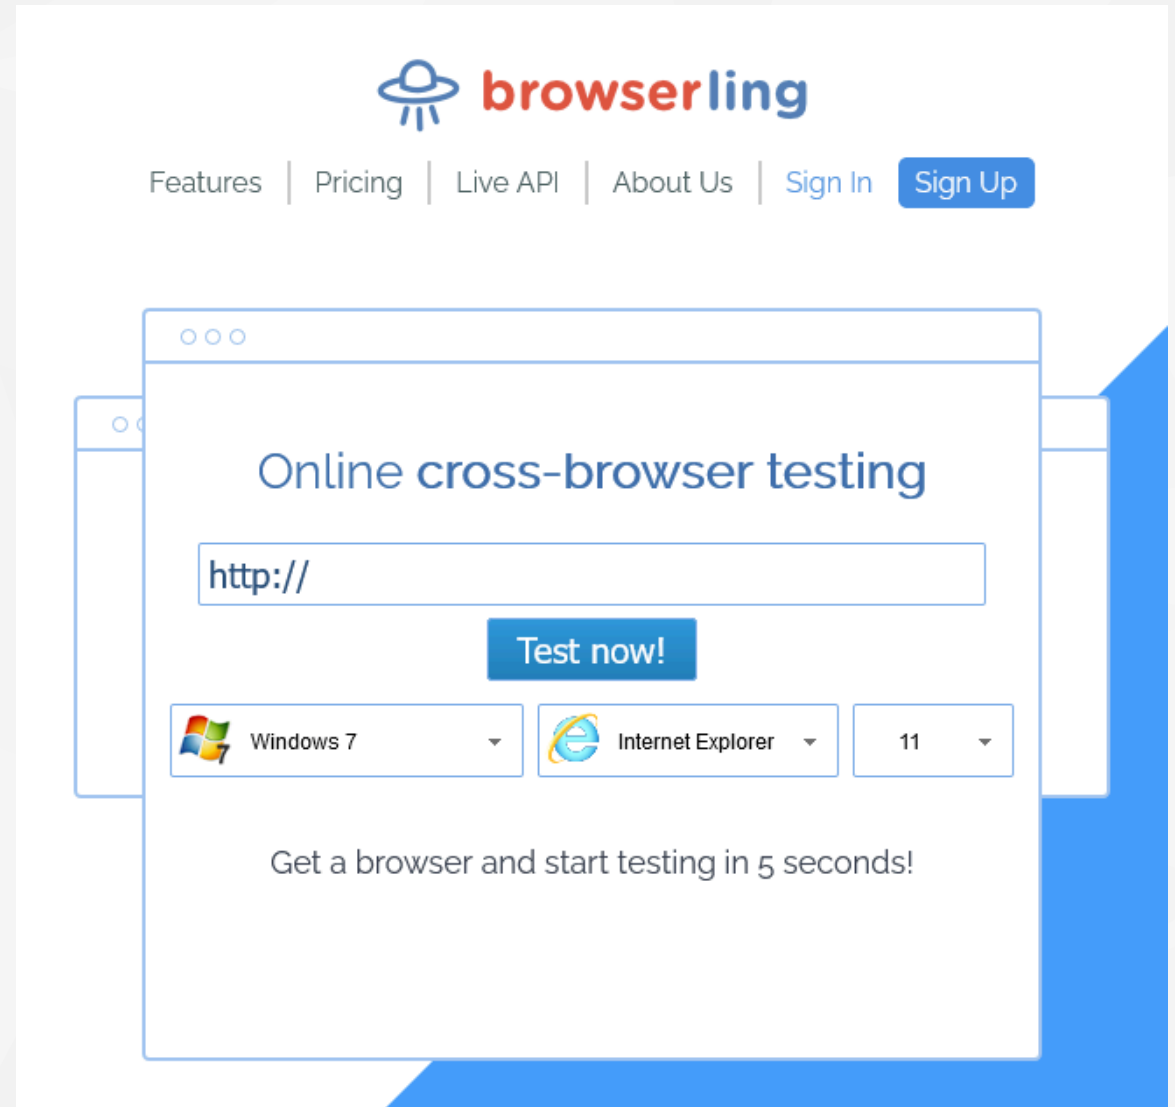 browserling
Features Pricing Live API About Us Sign In Sign Up
Online cross-browser testing
http://
Test now!
7 Windows 7 Internet Explorer 11
Get a browser and start testing in 5 seconds!